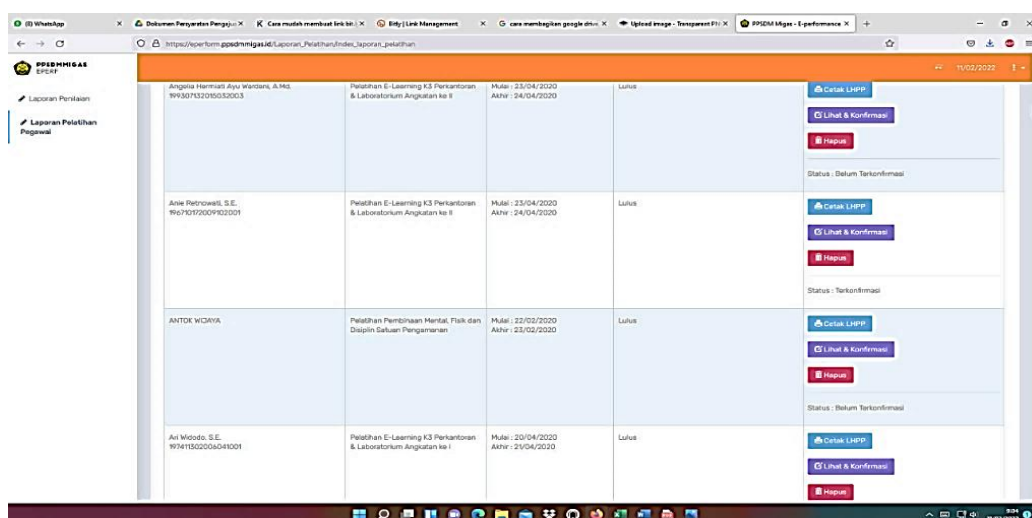 (1) WhatsApp
Dokumen Persyaratan Pengaju
Cara mudah membuat link bit.l
Bitly | Link Management
cara membagikan google drive
Upload image - Transparent PN
PPSDM Migas - E-performance
https://eperform.ppsdmmigas.id/Laporan_Pelatihan/index_laporan_pelatihan
PPSDMMIGAS
EPERF
11/02/2022
Laporan Penilaian
Laporan Pelatihan
Pegawai
Angelia Hermiati Ayu Wardani, A.Md.
199307132015032003
Pelatihan E-Learning K3 Perkantoran
& Laboratorium Angkatan ke II
Mulai : 23/04/2020
Akhir : 24/04/2020
Lulus
Cetak LHPP
Lihat & Konfirmasi
Hapus
Status : Belum Terkonfirmasi
Anie Retnowati, S.E.
196710172009102001
Pelatihan E-Learning K3 Perkantoran
& Laboratorium Angkatan ke II
Mulai : 23/04/2020
Akhir : 24/04/2020
Lulus
Cetak LHPP
Lihat & Konfirmasi
Hapus
Status : Terkonfirmasi
ANTOK WIJAYA
Pelatihan Pembinaan Mental, Fisik dan
Disiplin Satuan Pengamanan
Mulai : 22/02/2020
Akhir : 23/02/2020
Lulus
Cetak LHPP
Lihat & Konfirmasi
Hapus
Status : Belum Terkonfirmasi
Ari Widodo, S.E.
197411302006041001
Pelatihan E-Learning K3 Perkantoran
& Laboratorium Angkatan ke I
Mulai : 20/04/2020
Akhir : 21/04/2020
Lulus
Cetak LHPP
Lihat & Konfirmasi
Hapus